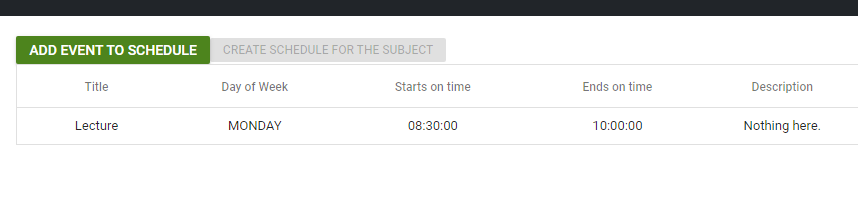 ADD EVENT TO SCHEDULE CREATE SCHEDULE FOR THE SUBJECT
Title Day of Week Starts on time Ends on time Description
Lecture MONDAY 08:30:00 10:00:00 Nothing here.